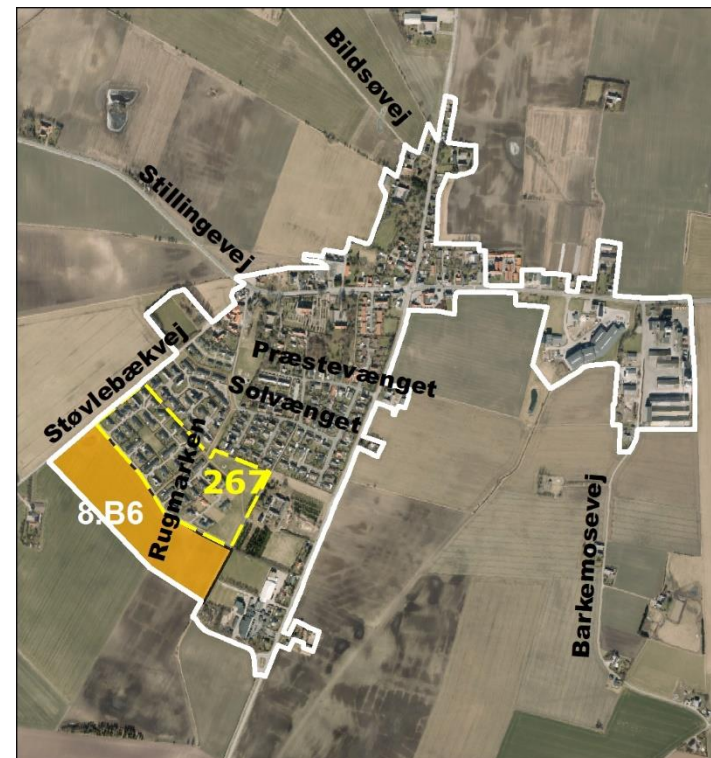 Bildsøvej
Stillingevej
Præstevænget
Støvlebækvej
Solvænget
Rugmarken
267
8.B6
Barkemosevej